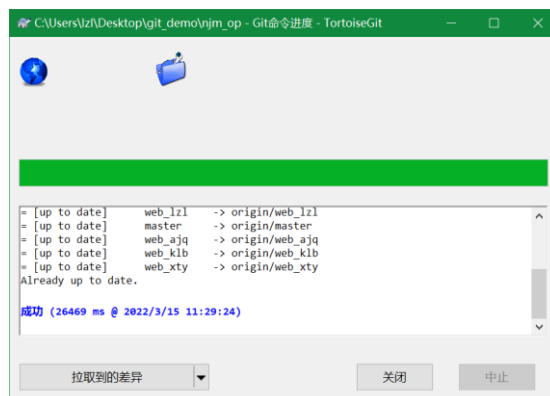 C:\Users\lzl\Desktop\git_demo\njm_op - Git命令进度 - TortoiseGit
= [up to date]      web_lzl    -> origin/web_lzl
= [up to date]      master     -> origin/master
= [up to date]      web_ajq    -> origin/web_ajq
= [up to date]      web_klb    -> origin/web_klb
= [up to date]      web_xty    -> origin/web_xty
Already up to date.
成功 (26469 ms @ 2022/3/15 11:29:24)
拉取到的差异
关闭
中止